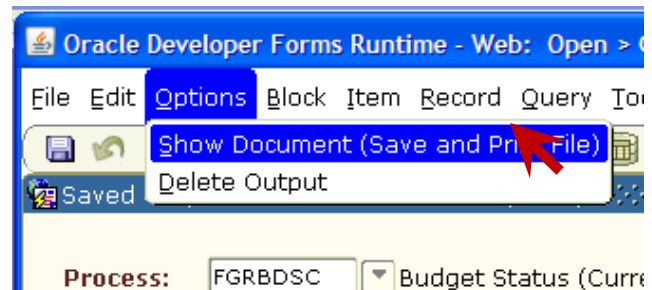 Oracle Developer Forms Runtime - Web: Open >
File Edit Options Block Item Record Query
Show Document (Save and Print File)
Delete Output
Saved
Process: FGRBDSC Budget Status (Curre